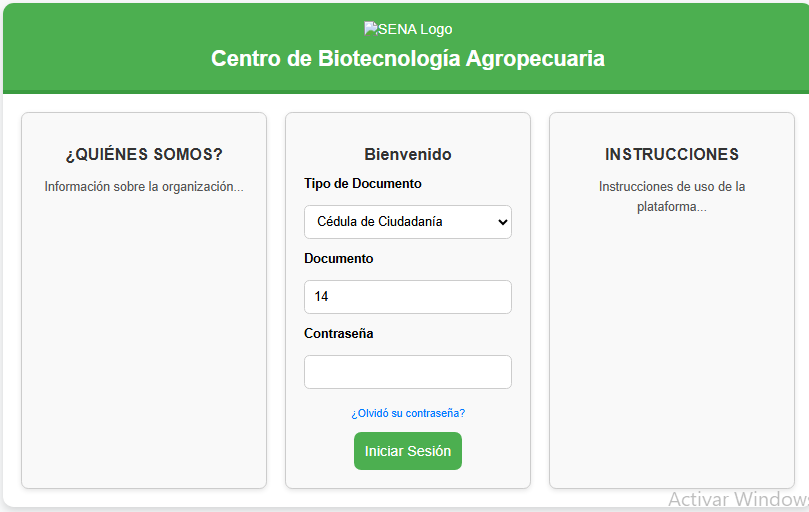 SENA Logo
Centro de Biotecnología Agropecuaria
¿QUIÉNES SOMOS?
Información sobre la organización...
Bienvenido
Tipo de Documento
Cédula de Ciudadanía
Documento
14
Contraseña
¿Olvidó su contraseña?
Iniciar Sesión
INSTRUCCIONES
Instrucciones de uso de la
plataforma...
Activar Windows